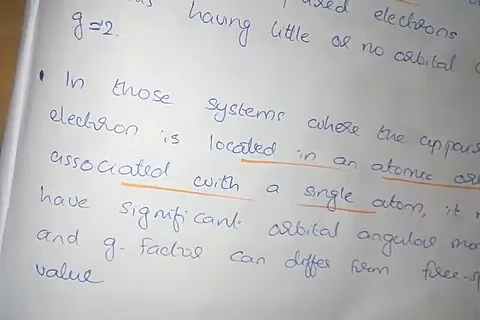 having little or no orbital
g=2.
• In those systems where the
electron is located in an atomic
associated with a single atom, it
have significant orbital angular
and g-factor can differ from free-
value